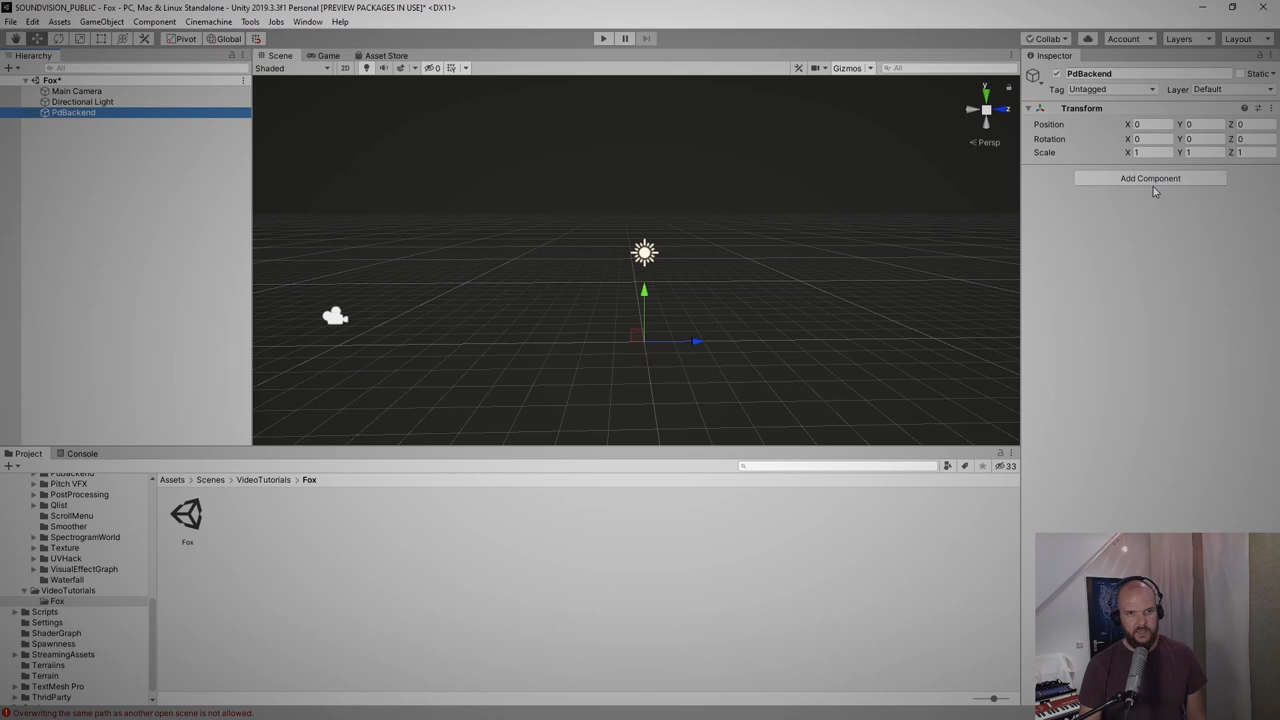 SOUNDVISION_PUBLIC - Fox - PC, Mac & Linux Standalone - Unity 2019.3.3f1 Personal [PREVIEW PACKAGES IN USE]* <DX11>
File Edit Assets GameObject Component Cinemachine Tools Jobs Window Help
Pivot Global Collab Account Layers Layout
Hierarchy Scene Game Asset Store Inspector
All Shaded 2D 0 Gizmos All PdBackend Static
Fox*
Main Camera
Directional Light
PdBackend
Tag Untagged Layer Default
Transform
Position X 0 Y 0 Z 0
Rotation X 0 Y 0 Z 0
Scale X 1 Y 1 Z 1
Add Component
y
z
Persp
Project Console
33
Assets Scenes VideoTutorials Fox
PdBackend
Pitch VFX
PostProcessing
Qlist
ScrollMenu
Smoother
SpectrogramWorld
Texture
UVHack
VisualEffectGraph
Waterfall
VideoTutorials
Fox
Scripts
Settings
ShaderGraph
Spawnness
StreamingAssets
Terraiins
Terrain
TextMesh Pro
ThridParty
Fox
Overwriting the same path as another open scene is not allowed.